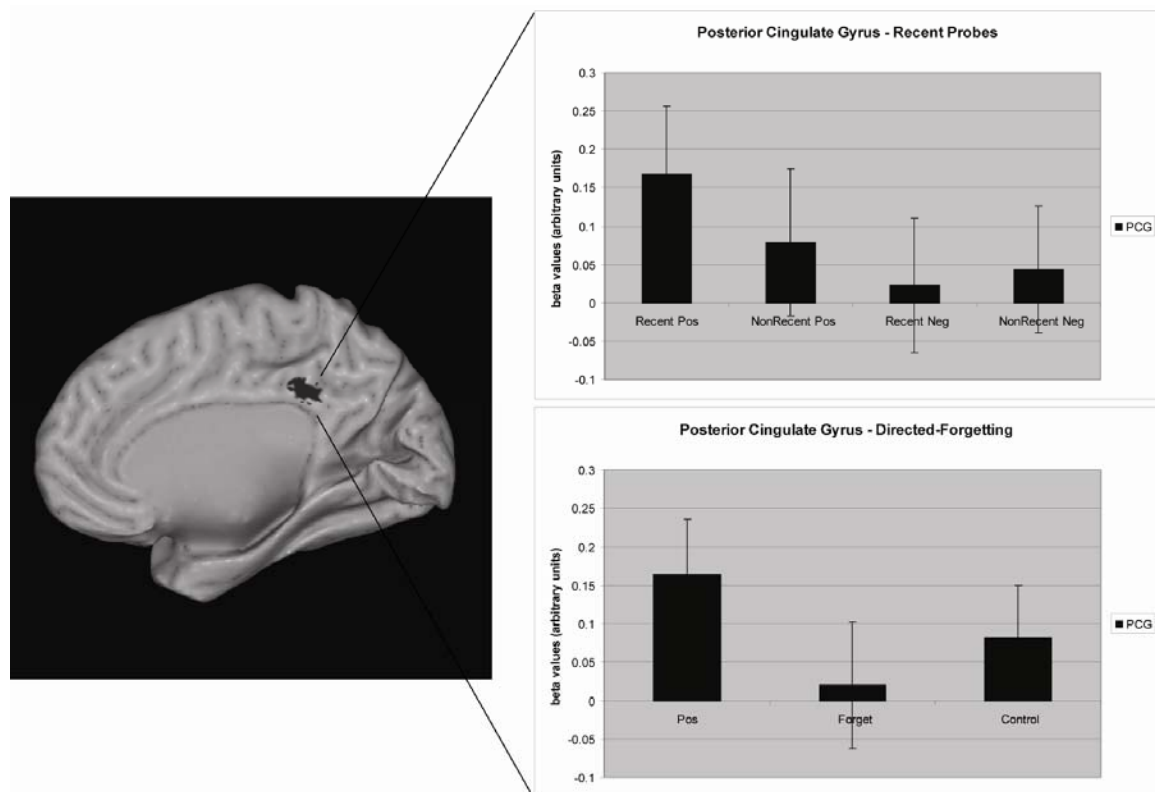 Posterior Cingulate Gyrus - Recent Probes
beta values (arbitrary units)
0.3
0.25
0.2
0.15
0.1
0.05
0
-0.05
-0.1
Recent Pos
NonRecent Pos
Recent Neg
NonRecent Neg
PCG
Posterior Cingulate Gyrus - Directed-Forgetting
beta values (arbitrary units)
0.3
0.25
0.2
0.15
0.1
0.05
0
-0.05
-0.1
Pos
Forget
Control
PCG